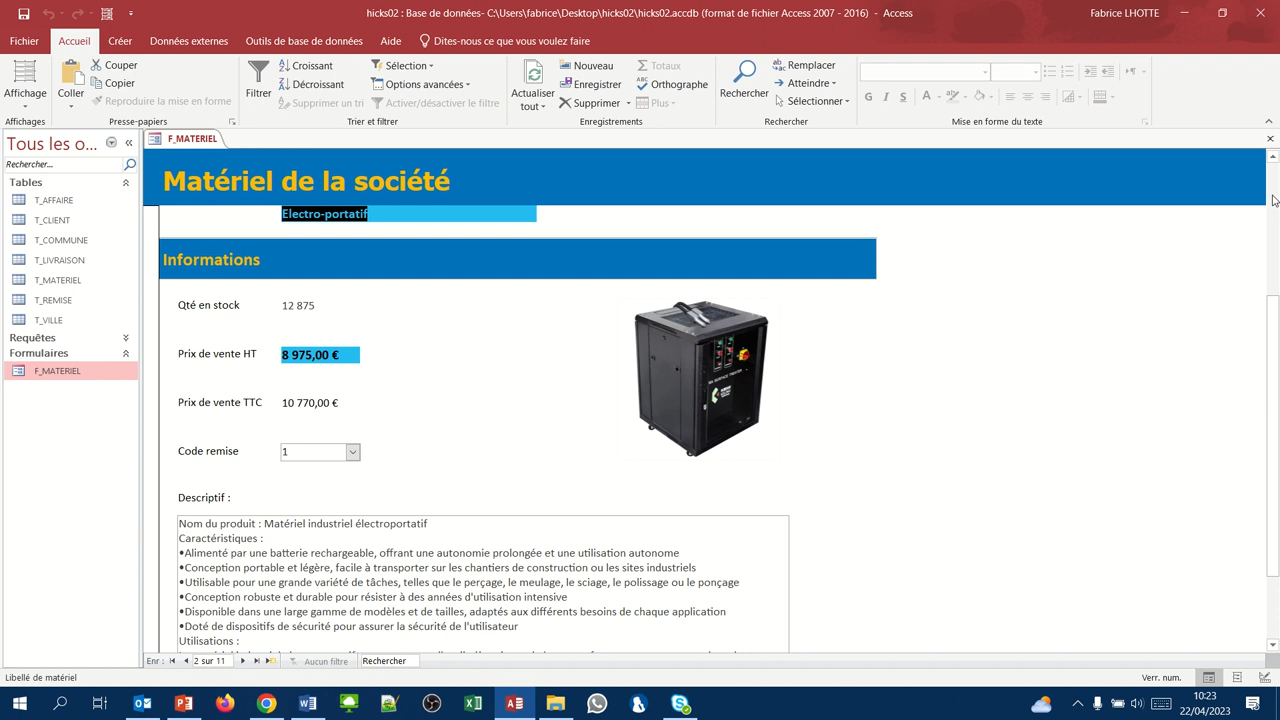 hicks02 : Base de données- C:\Users\fabrice\Desktop\hicks02\hicks02.accdb (format de fichier Access 2007 - 2016) - Access
Fabrice LHOTTE
Fichier Accueil Créer Données externes Outils de base de données Aide Dites-nous ce que vous voulez faire
Affichage
Coller
Couper
Copier
Reproduire la mise en forme
Filtrer
Croissant
Décroissant
Supprimer un tri
Sélection
Options avancées
Activer/désactiver le filtre
Actualiser tout
Nouveau
Enregistrer
Supprimer
Totaux
Orthographe
Plus
Rechercher
Remplacer
Atteindre
Sélectionner
G I S A
Affichages Presse-papiers Trier et filtrer Enregistrements Rechercher Mise en forme du texte
Tous les o...
Rechercher...
Tables
T_AFFAIRE
T_CLIENT
T_COMMUNE
T_LIVRAISON
T_MATERIEL
T_REMISE
T_VILLE
Requêtes
Formulaires
F_MATERIEL
F_MATERIEL
Matériel de la société
Electro-portatif
Informations
Qté en stock 12 875
Prix de vente HT 8 975,00 €
Prix de vente TTC 10 770,00 €
Code remise 1
Descriptif :
Nom du produit : Matériel industriel électroportatif
Caractéristiques :
•Alimenté par une batterie rechargeable, offrant une autonomie prolongée et une utilisation autonome
•Conception portable et légère, facile à transporter sur les chantiers de construction ou les sites industriels
•Utilisable pour une grande variété de tâches, telles que le perçage, le meulage, le sciage, le polissage ou le ponçage
•Conception robuste et durable pour résister à des années d'utilisation intensive
•Disponible dans une large gamme de modèles et de tailles, adaptés aux différents besoins de chaque application
•Doté de dispositifs de sécurité pour assurer la sécurité de l'utilisateur
Utilisations :
Enr : 2 sur 11 Aucun filtre Rechercher
Libellé de matériel
Verr. num.
10:23
22/04/2023